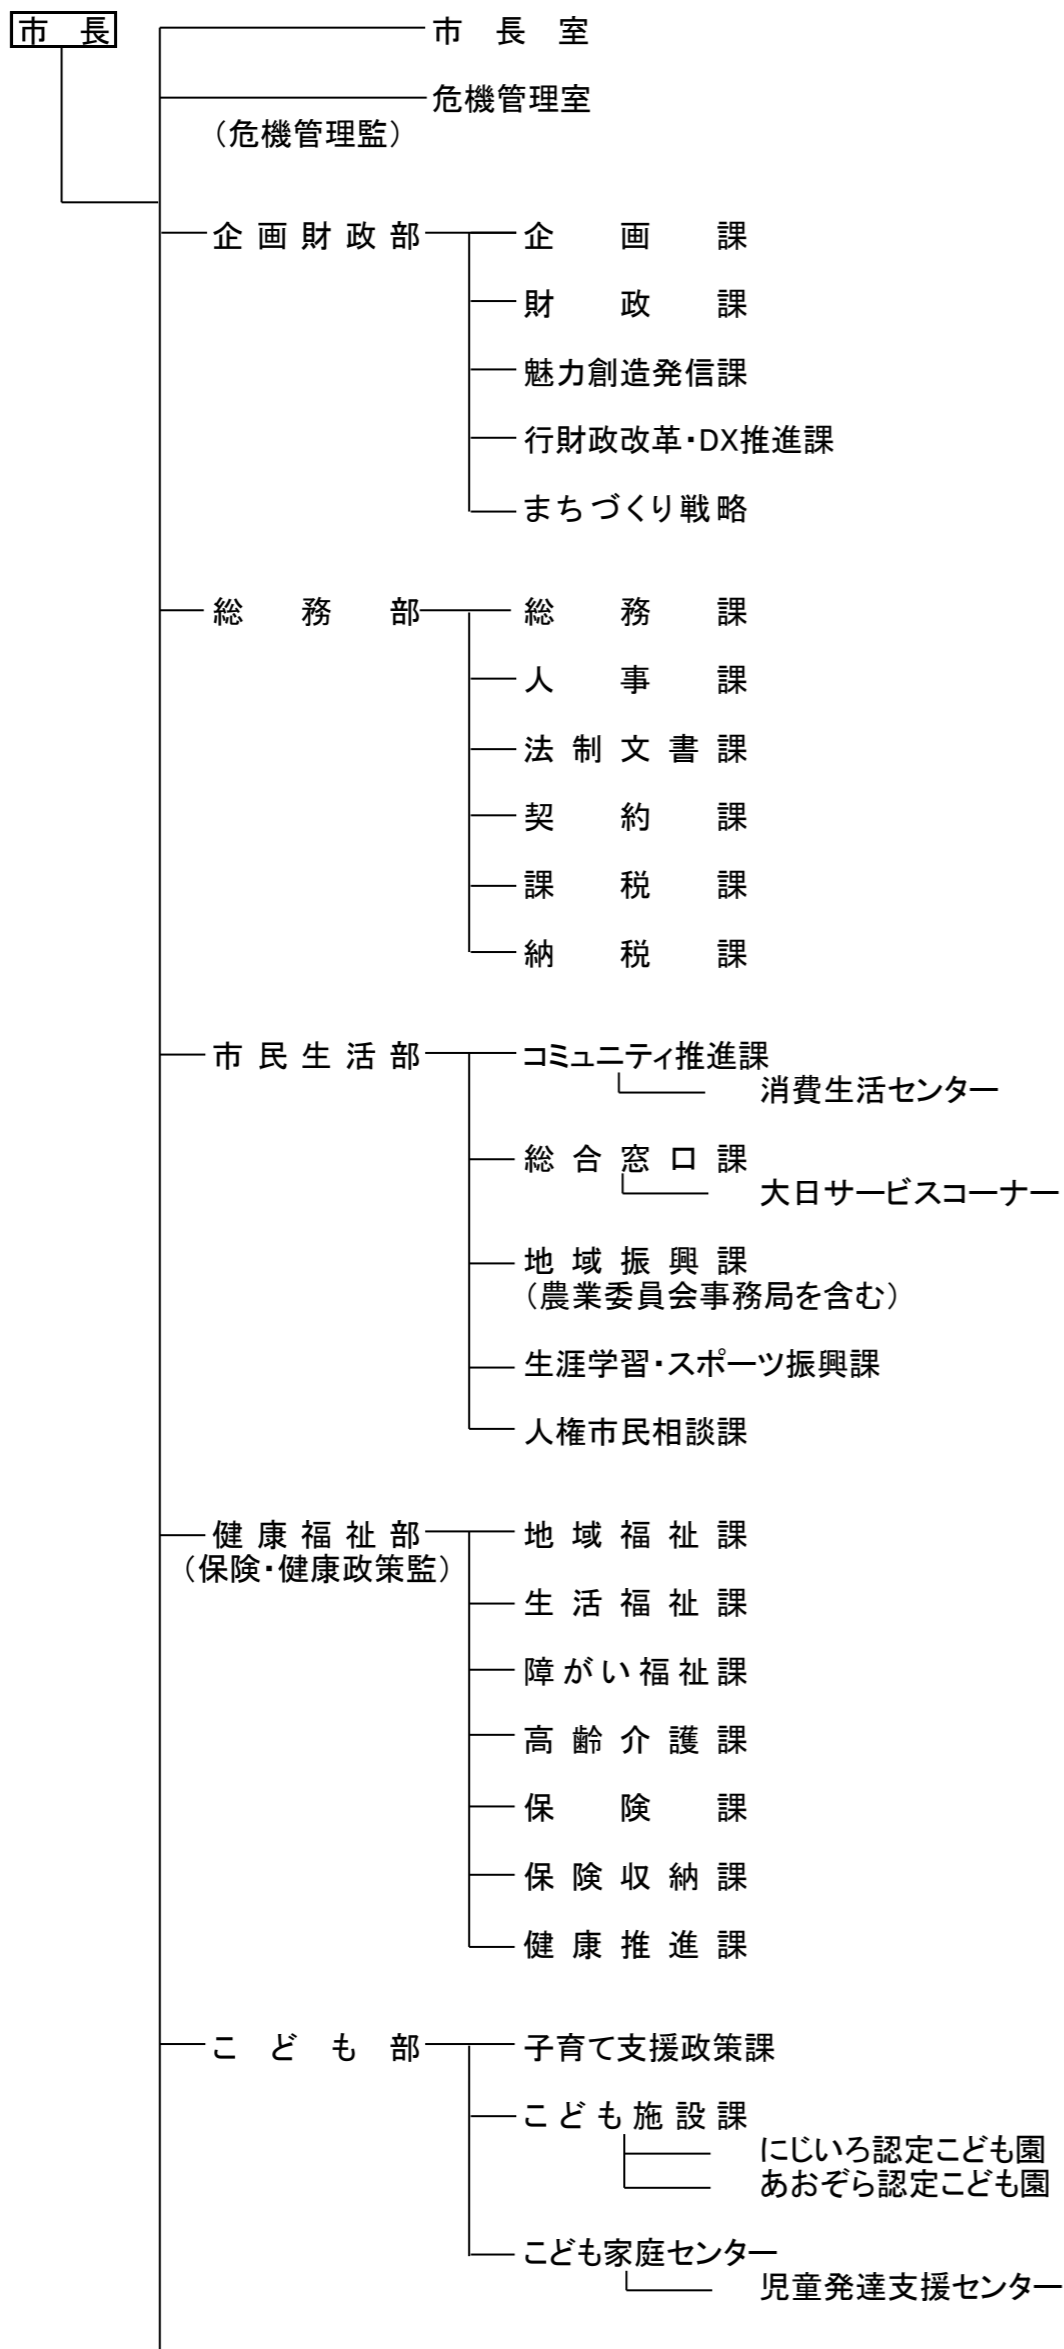 市長
市長室
危機管理室
（危機管理監）
企画財政部
企画課
財政課
魅力創造発信課
行財政改革・DX推進課
まちづくり戦略
総務部
総務課
人事課
法制文書課
契約課
課税課
納税課
市民生活部
コミュニティ推進課
消費生活センター
総合窓口課
大日サービスコーナー
地域振興課
（農業委員会事務局を含む）
生涯学習・スポーツ振興課
人権市民相談課
健康福祉部
（保険・健康政策監）
地域福祉課
生活福祉課
障がい福祉課
高齢介護課
保険課
保険収納課
健康推進課
こども部
子育て支援政策課
こども施設課
にじいろ認定こども園
あおぞら認定こども園
こども家庭センター
児童発達支援センター